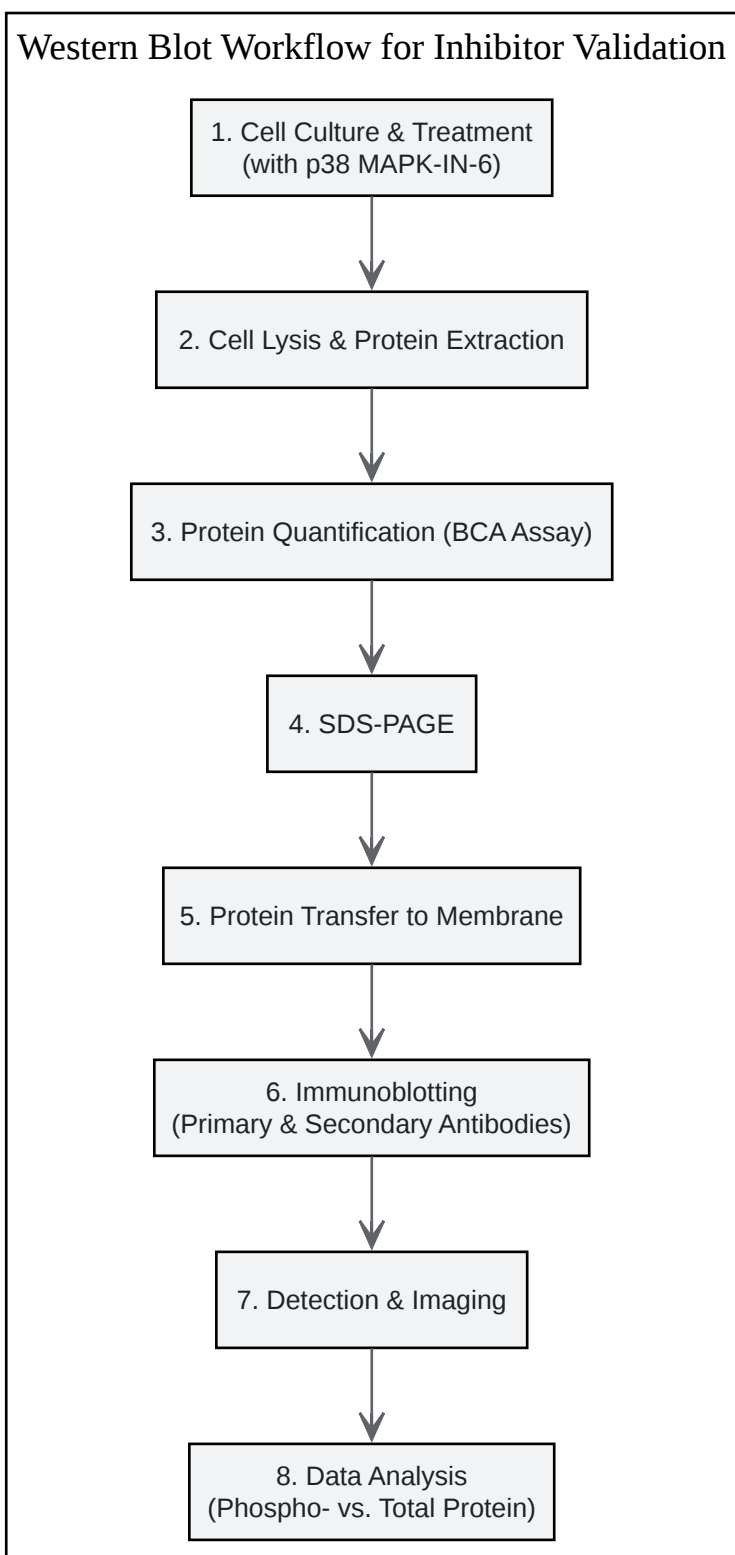 Western Blot Workflow for Inhibitor Validation
1. Cell Culture & Treatment
(with p38 MAPK-IN-6)
2. Cell Lysis & Protein Extraction
3. Protein Quantification (BCA Assay)
4. SDS-PAGE
5. Protein Transfer to Membrane
6. Immunoblotting
(Primary & Secondary Antibodies)
7. Detection & Imaging
8. Data Analysis
(Phospho- vs. Total Protein)